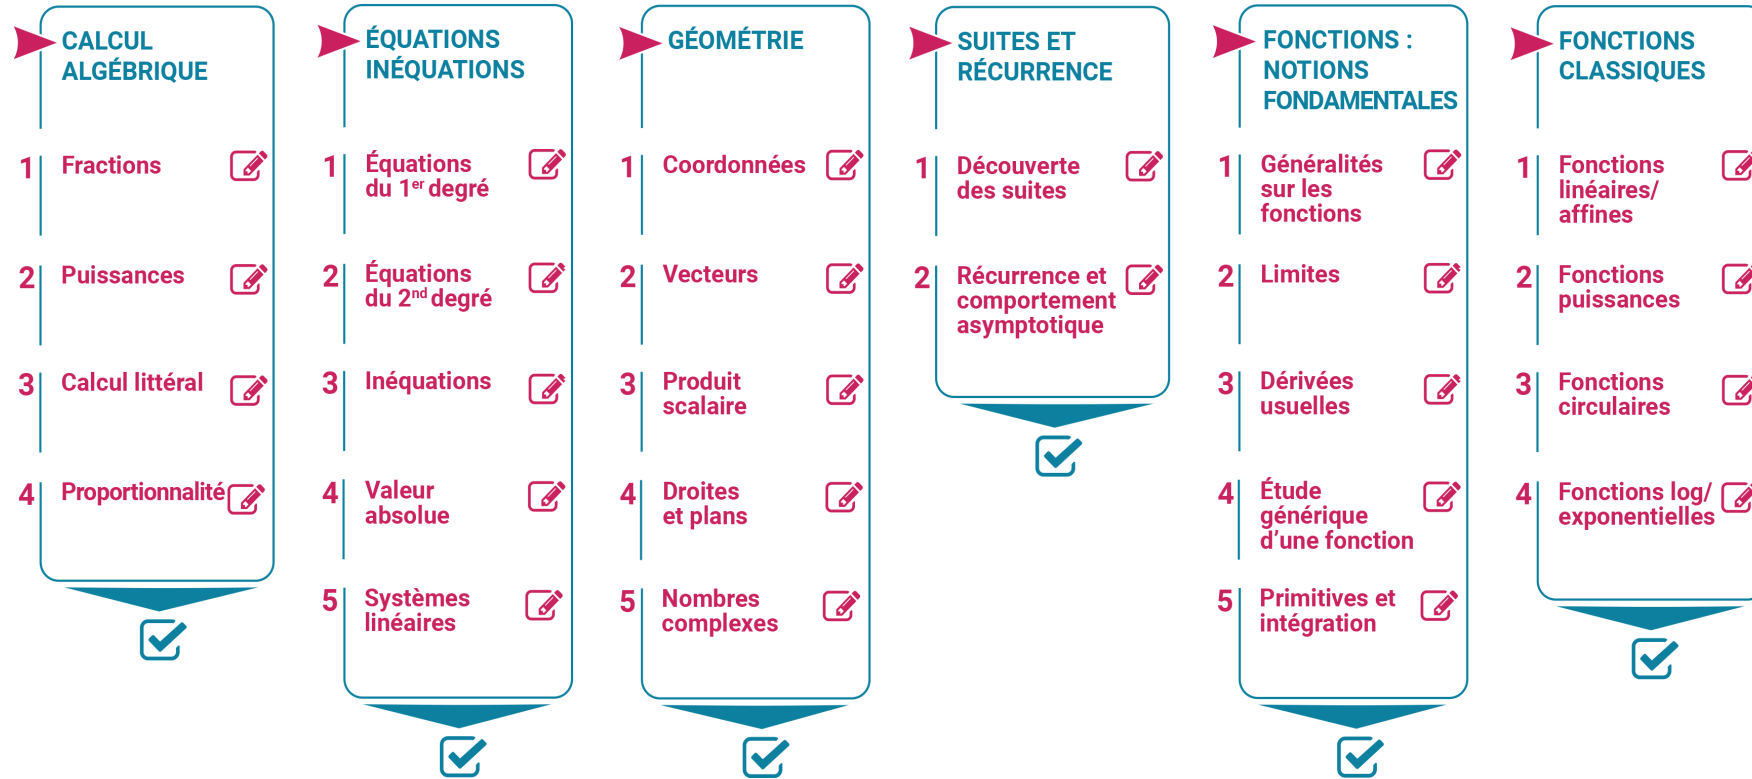 CALCUL
ALGÉBRIQUE
1 Fractions
2 Puissances
3 Calcul littéral
4 Proportionnalité
ÉQUATIONS
INÉQUATIONS
1 Équations
du 1er degré
2 Équations
du 2nd degré
3 Inéquations
4 Valeur
absolue
5 Systèmes
linéaires
GÉOMÉTRIE
1 Coordonnées
2 Vecteurs
3 Produit
scalaire
4 Droites
et plans
5 Nombres
complexes
SUITES ET
RÉCURRENCE
1 Découverte
des suites
2 Récurrence et
comportement
asymptotique
FONCTIONS :
NOTIONS
FONDAMENTALES
1 Généralités
sur les
fonctions
2 Limites
3 Dérivées
usuelles
4 Étude
générique
d’une fonction
5 Primitives et
intégration
FONCTIONS
CLASSIQUES
1 Fonctions
linéaires/
affines
2 Fonctions
puissances
3 Fonctions
circulaires
4 Fonctions log/
exponentielles